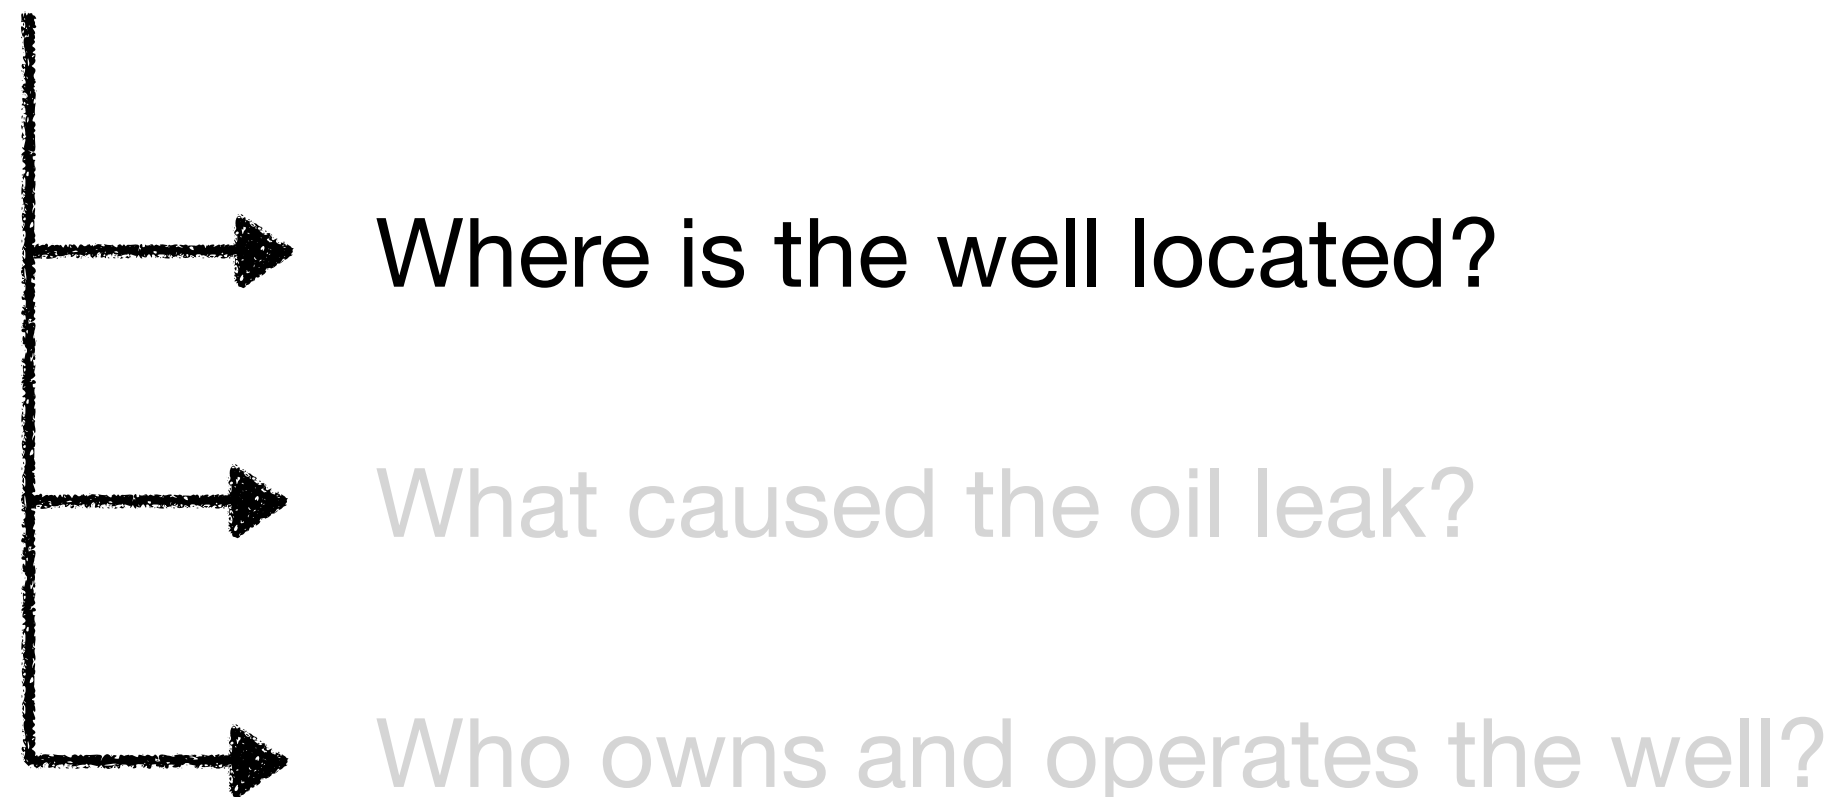 Where is the well located?
What caused the oil leak?
Who owns and operates the well?